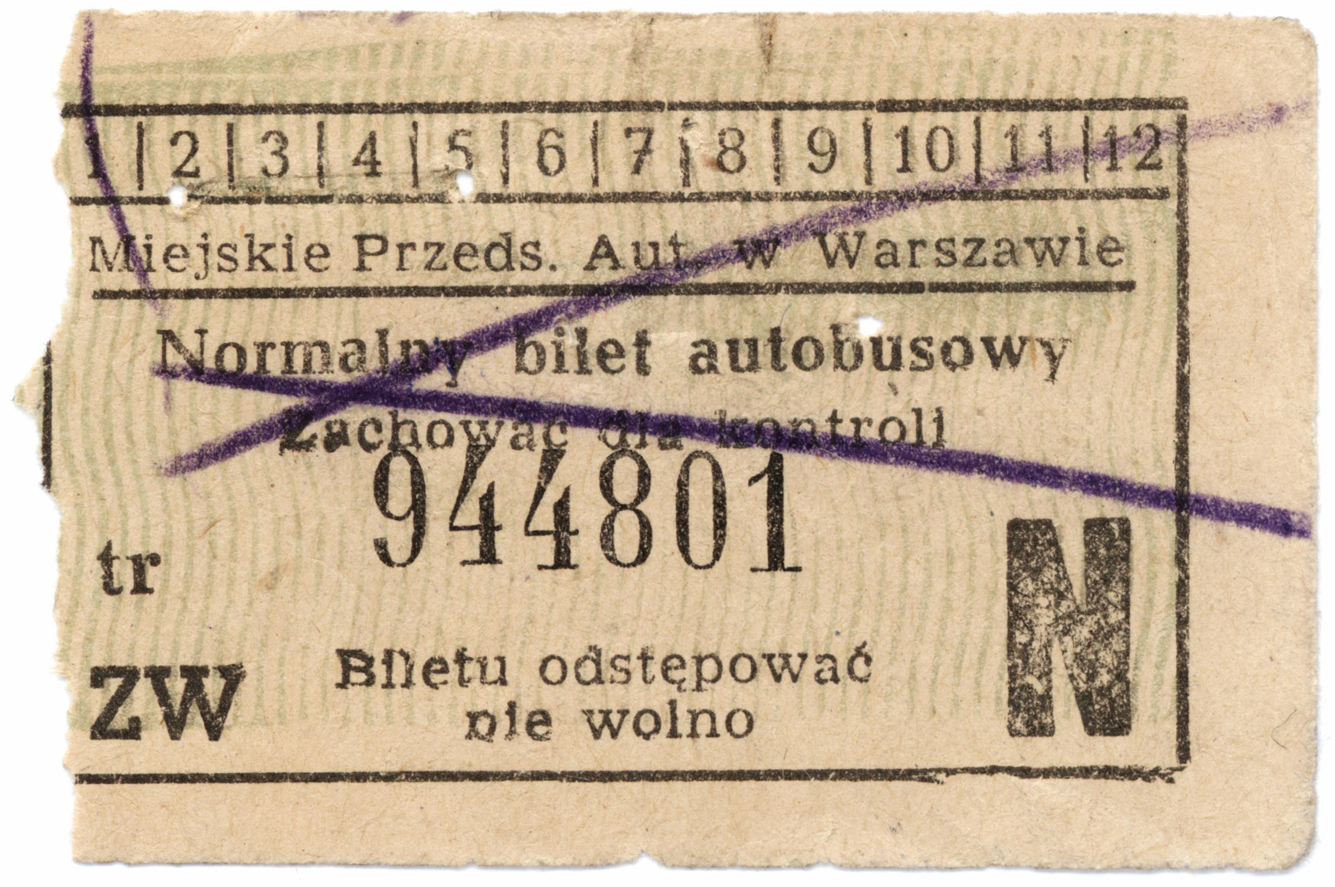 1 | 2 | 3 | 4 | 5 | 6 | 7 | 8 | 9 | 10 | 11 | 12
Miejskie Przeds. Aut. w Warszawie
Normalny bilet autobusowy
Zachować dla kontroli
944801
tr
N
ZW
Biletu odstępować
nie wolno